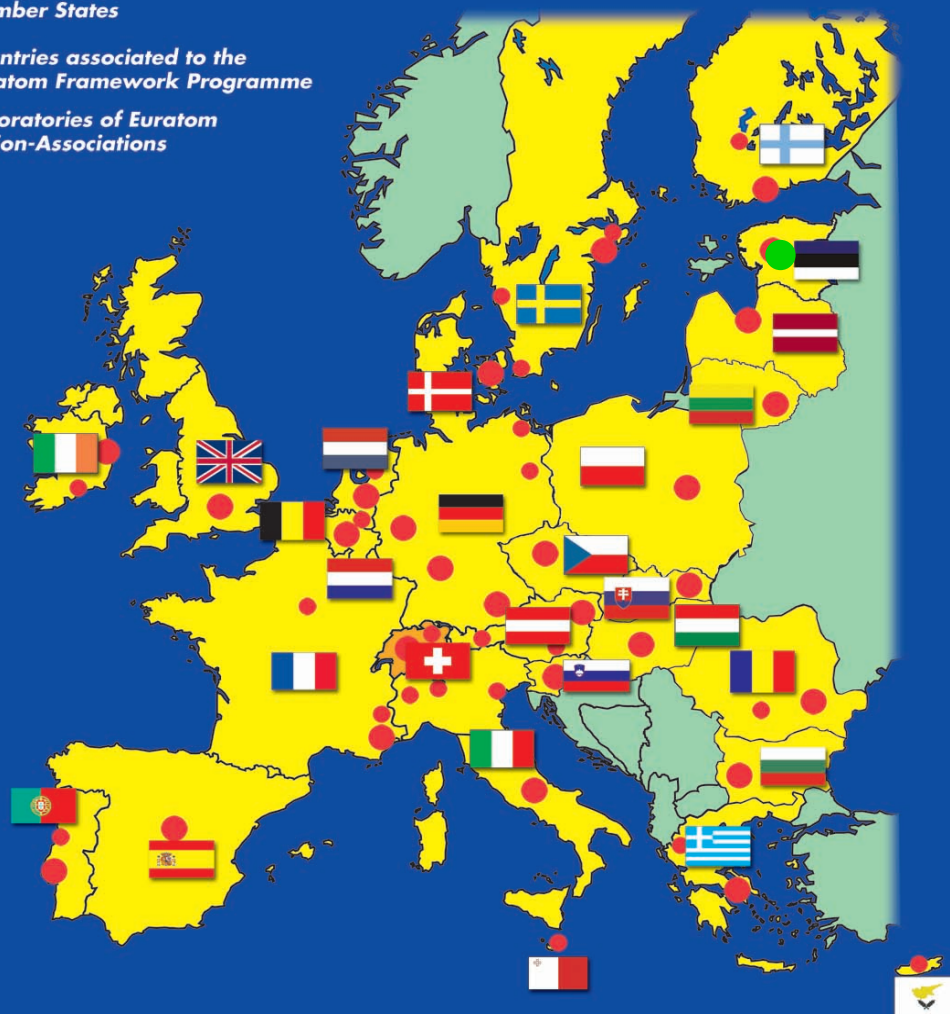 mber States
ntries associated to the
atom Framework Programme
oratories of Euratom
ion-Associations